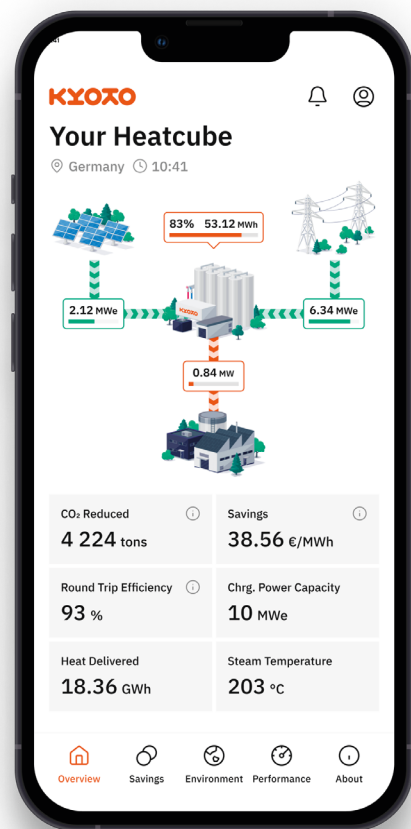 KYOTO
Your Heatcube
Germany 10:41
83% 53.12 MWh
KYOTO
2.12 MWe
6.34 MWe
0.84 MW
CO₂ Reduced
4 224 tons
Savings
38.56 €/MWh
Round Trip Efficiency
93 %
Chrg. Power Capacity
10 MWe
Heat Delivered
18.36 GWh
Steam Temperature
203 °C
Overview Savings Environment Performance About